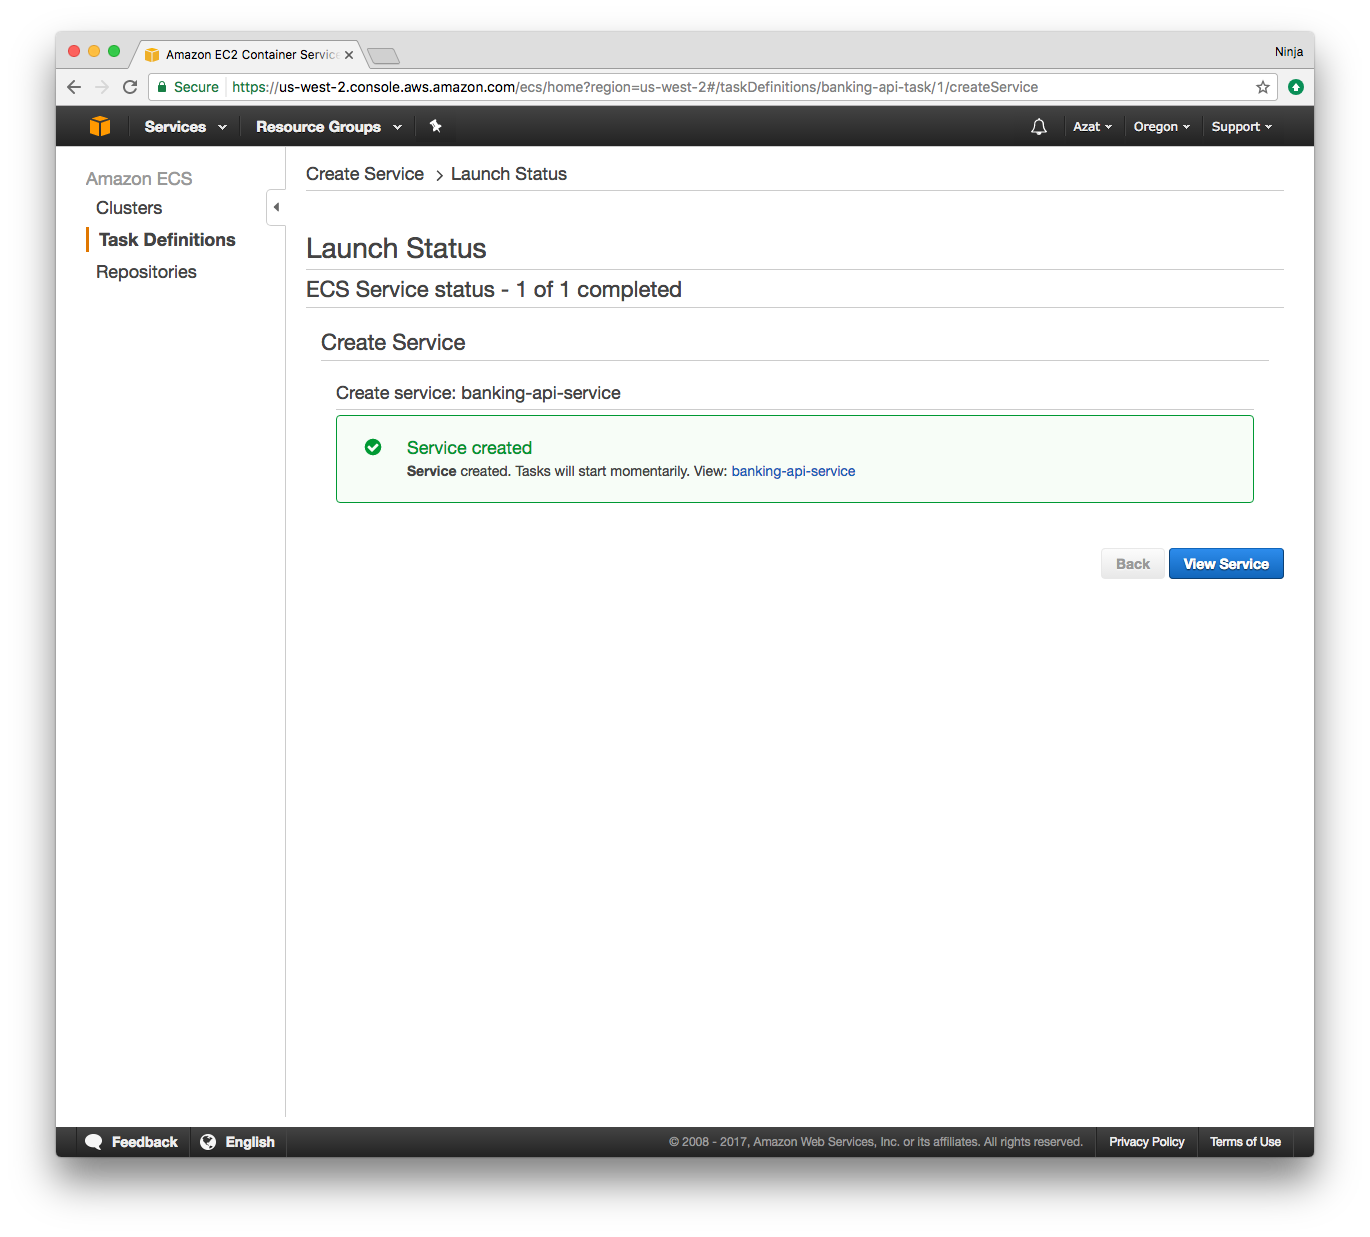 Amazon EC2 Container Service
Ninja
Secure https://us-west-2.console.aws.amazon.com/ecs/home?region=us-west-2#/taskDefinitions/banking-api-task/1/createService
Services Resource Groups Azat Oregon Support
Amazon ECS
Clusters
Task Definitions
Repositories
Create Service > Launch Status
Launch Status
ECS Service status - 1 of 1 completed
Create Service
Create service: banking-api-service
Service created
Service created. Tasks will start momentarily. View: banking-api-service
Back View Service
Feedback English © 2008 - 2017, Amazon Web Services, Inc. or its affiliates. All rights reserved. Privacy Policy Terms of Use